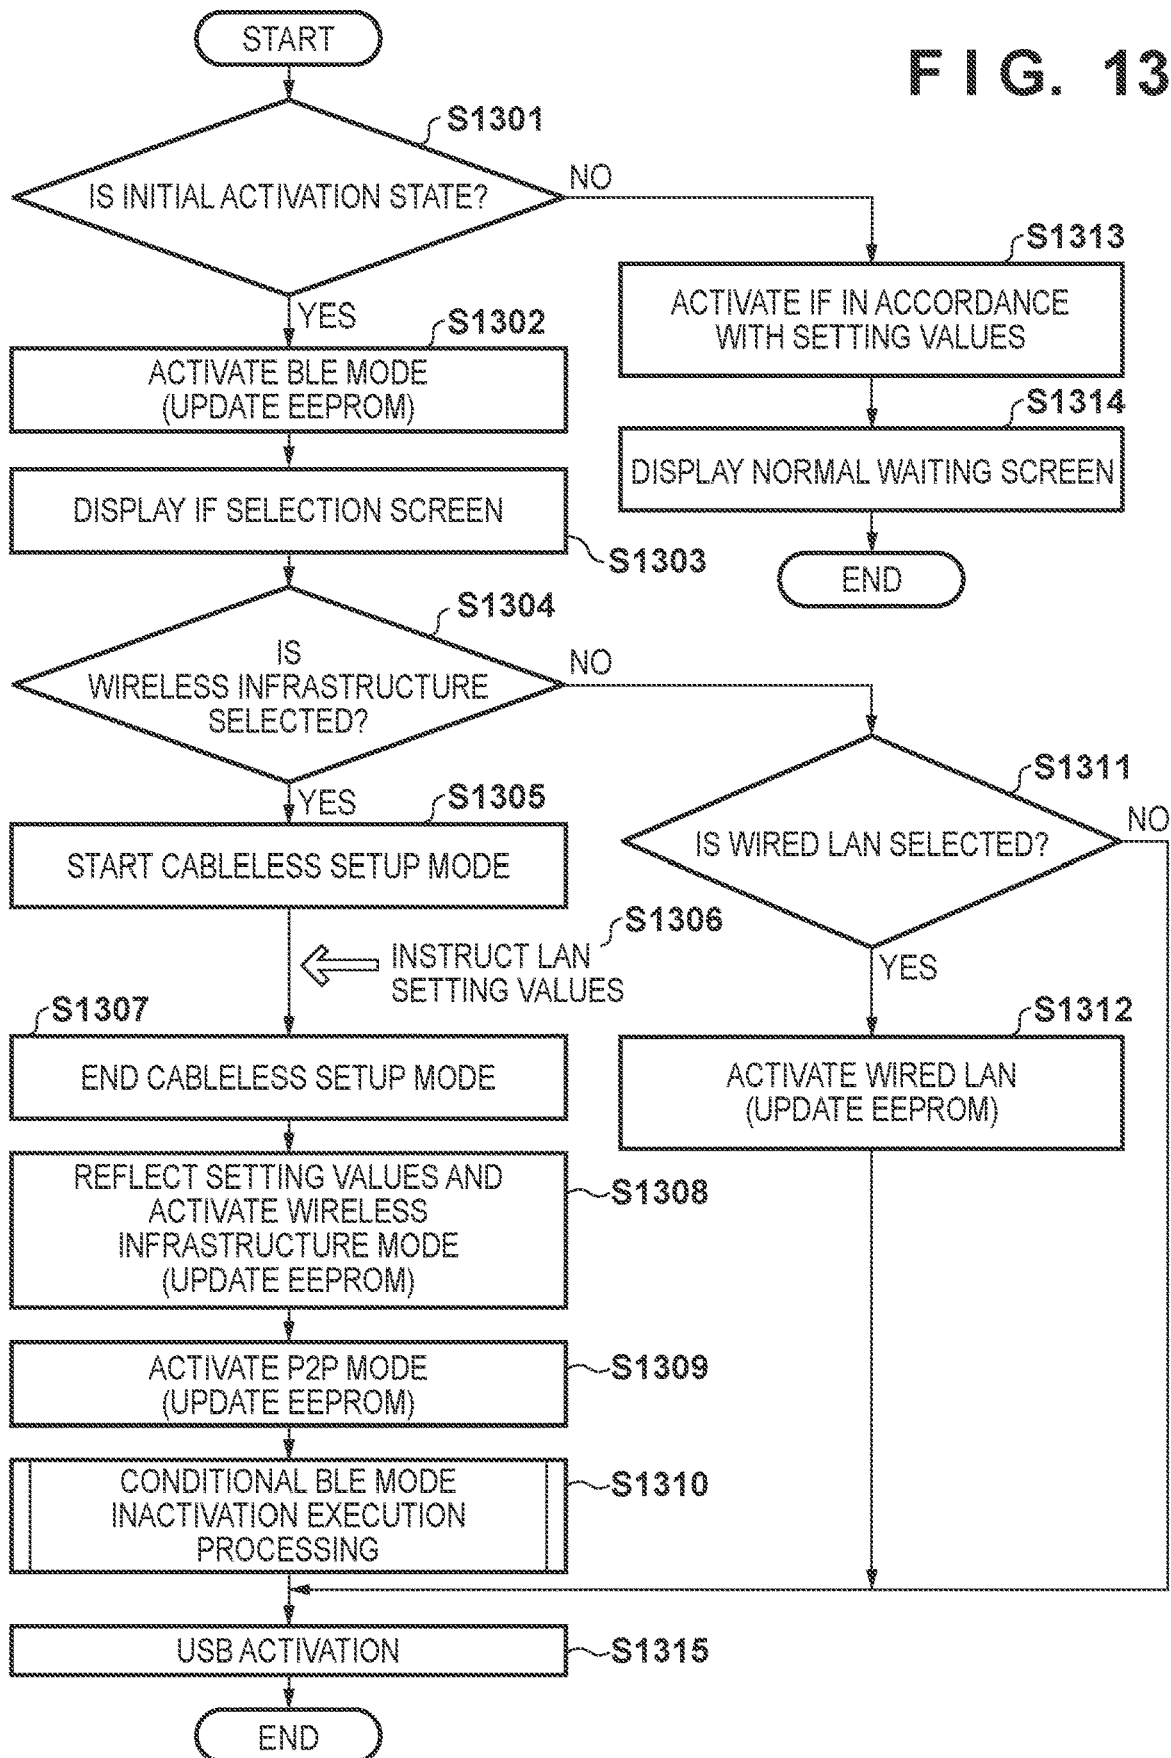 START
FIG. 13
S1301
IS INITIAL ACTIVATION STATE?
NO
YES
S1313
ACTIVATE IF IN ACCORDANCE
WITH SETTING VALUES
S1302
ACTIVATE BLE MODE
(UPDATE EEPROM)
S1314
DISPLAY NORMAL WAITING SCREEN
DISPLAY IF SELECTION SCREEN
S1303
END
S1304
IS
WIRELESS INFRASTRUCTURE
SELECTED?
NO
YES
S1311
IS WIRED LAN SELECTED?
NO
YES
S1305
START CABLELESS SETUP MODE
S1306
INSTRUCT LAN
SETTING VALUES
S1307
END CABLELESS SETUP MODE
S1312
ACTIVATE WIRED LAN
(UPDATE EEPROM)
REFLECT SETTING VALUES AND
ACTIVATE WIRELESS
INFRASTRUCTURE MODE
(UPDATE EEPROM)
S1308
ACTIVATE P2P MODE
(UPDATE EEPROM)
S1309
CONDITIONAL BLE MODE
INACTIVATION EXECUTION
PROCESSING
S1310
USB ACTIVATION
S1315
END